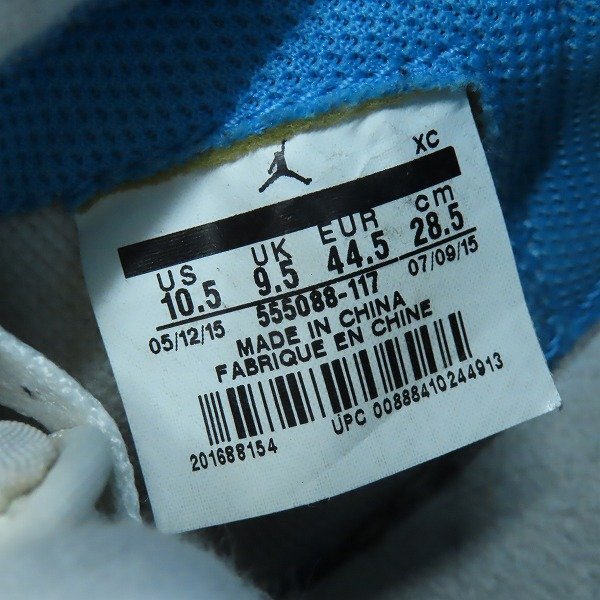 XC
US UK EUR cm
10.5 9.5 44.5 28.5
05/12/15 555088-117 07/09/15
MADE IN CHINA
FABRIQUE EN CHINE
201688154 UPC 00888410244913